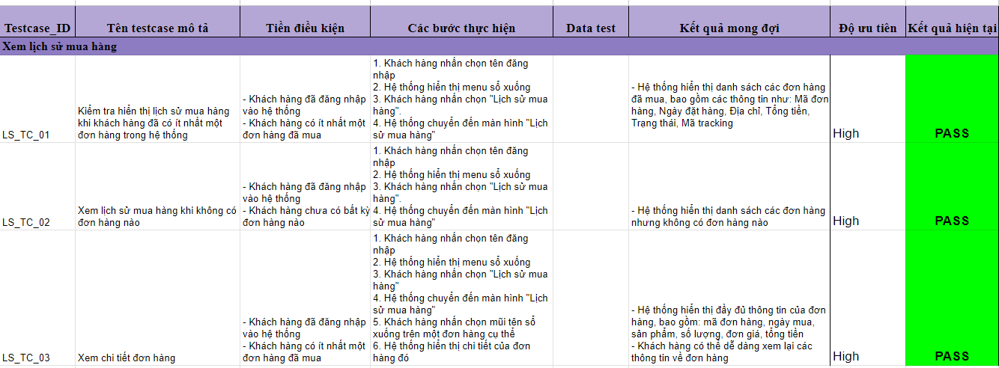 Testcase_ID Tên testcase mô tả Tiền điều kiện Các bước thực hiện Data test Kết quả mong đợi Độ ưu tiên Kết quả hiện tại
Xem lịch sử mua hàng
LS_TC_01
Kiểm tra hiển thị lịch sử mua hàng
khi khách hàng đã có ít nhất một
đơn hàng trong hệ thống
- Khách hàng đã đăng nhập
vào hệ thống
- Khách hàng có ít nhất một
đơn hàng đã mua
1. Khách hàng nhấn chọn tên đăng
nhập
2. Hệ thống hiển thị menu sổ xuống
3. Khách hàng nhấn chọn "Lịch sử mua
hàng".
4. Hệ thống chuyển đến màn hình "Lịch
sử mua hàng"
- Hệ thống hiển thị danh sách các đơn hàng
đã mua, bao gồm các thông tin như: Mã đơn
hàng, Ngày đặt hàng, Địa chỉ, Tổng tiền,
Trạng thái, Mã tracking
High
PASS
LS_TC_02
Xem lịch sử mua hàng khi không có
đơn hàng nào
- Khách hàng đã đăng nhập
vào hệ thống
- Khách hàng chưa có bất kỳ
đơn hàng nào
1. Khách hàng nhấn chọn tên đăng
nhập
2. Hệ thống hiển thị menu sổ xuống
3. Khách hàng nhấn chọn "Lịch sử mua
hàng".
4. Hệ thống chuyển đến màn hình "Lịch
sử mua hàng"
- Hệ thống hiển thị danh sách các đơn hàng
nhưng không có đơn hàng nào
High
PASS
LS_TC_03
Xem chi tiết đơn hàng
- Khách hàng đã đăng nhập
vào hệ thống
- Khách hàng có ít nhất một
đơn hàng đã mua
1. Khách hàng nhấn chọn tên đăng
nhập
2. Hệ thống hiển thị menu sổ xuống
3. Khách hàng nhấn chọn "Lịch sử mua
hàng"
4. Hệ thống chuyển đến màn hình "Lịch
sử mua hàng"
5. Khách hàng nhấn chọn mũi tên sổ
xuống trên một đơn hàng cụ thể
6. Hệ thống hiển thị chi tiết của đơn
hàng đó
- Hệ thống hiển thị đầy đủ thông tin của đơn
hàng, bao gồm: mã đơn hàng, ngày mua,
sản phẩm, số lượng, đơn giá, tổng tiền
- Khách hàng có thể dễ dàng xem lại các
thông tin về đơn hàng
High
PASS